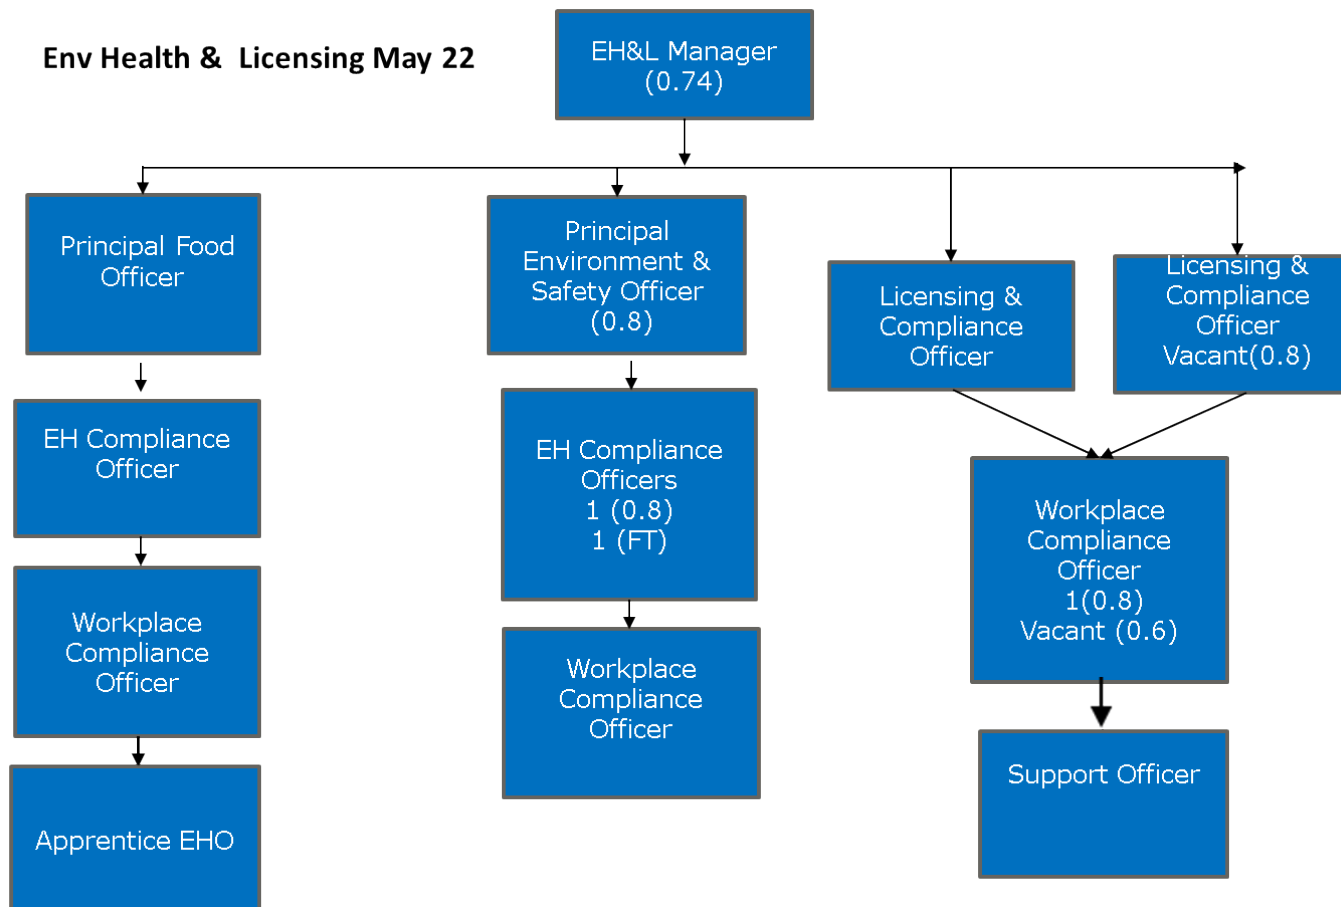 Env Health & Licensing May 22
EH&L Manager
(0.74)
Principal Food
Officer
Principal
Environment &
Safety Officer
(0.8)
Licensing &
Compliance
Officer
Licensing &
Compliance
Officer
Vacant(0.8)
EH Compliance
Officer
EH Compliance
Officers
1 (0.8)
1 (FT)
Workplace
Compliance
Officer
1(0.8)
Vacant (0.6)
Workplace
Compliance
Officer
Workplace
Compliance
Officer
Support Officer
Apprentice EHO